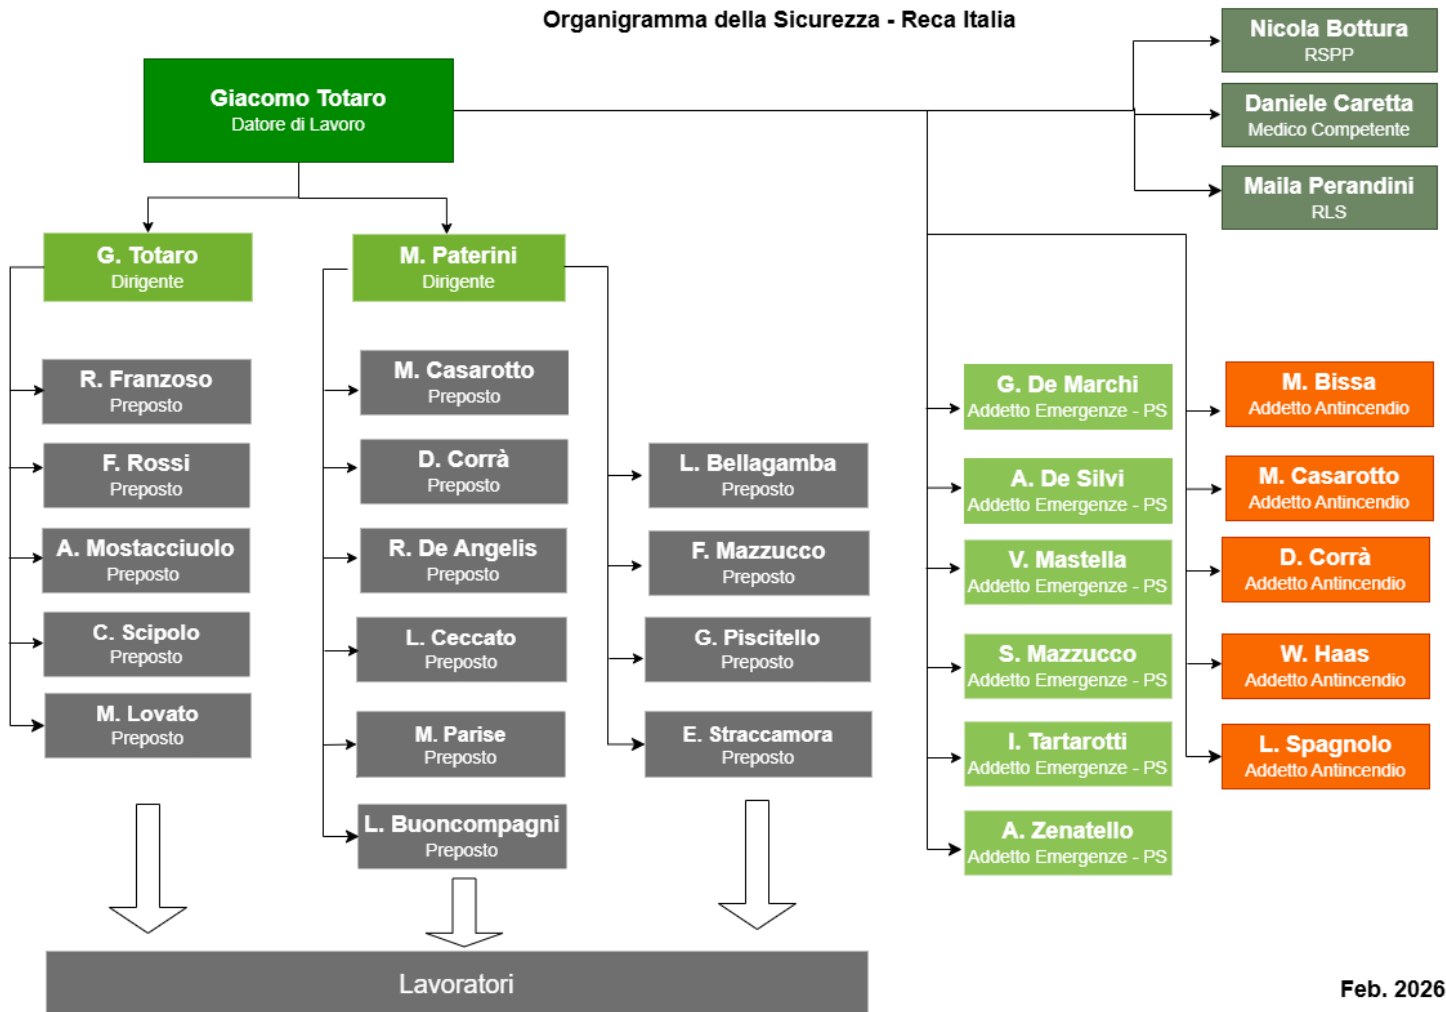 Organigramma della Sicurezza - Reca Italia
Nicola Bottura
RSPP
Giacomo Totaro
Datore di Lavoro
Daniele Caretta
Medico Competente
Maila Perandini
RLS
G. Totaro
Dirigente
M. Paterini
Dirigente
R. Franzoso
Preposto
F. Rossi
Preposto
A. Mostacciuolo
Preposto
C. Scipolo
Preposto
M. Lovato
Preposto
M. Casarotto
Preposto
D. Corrà
Preposto
R. De Angelis
Preposto
L. Ceccato
Preposto
M. Parise
Preposto
L. Buoncompagni
Preposto
L. Bellagamba
Preposto
F. Mazzucco
Preposto
G. Piscitello
Preposto
E. Straccamora
Preposto
G. De Marchi
Addetto Emergenze - PS
A. De Silvi
Addetto Emergenze - PS
V. Mastella
Addetto Emergenze - PS
S. Mazzucco
Addetto Emergenze - PS
I. Tartarotti
Addetto Emergenze - PS
A. Zenatello
Addetto Emergenze - PS
M. Bissa
Addetto Antincendio
M. Casarotto
Addetto Antincendio
D. Corrà
Addetto Antincendio
W. Haas
Addetto Antincendio
L. Spagnolo
Addetto Antincendio
Lavoratori
Feb. 2026